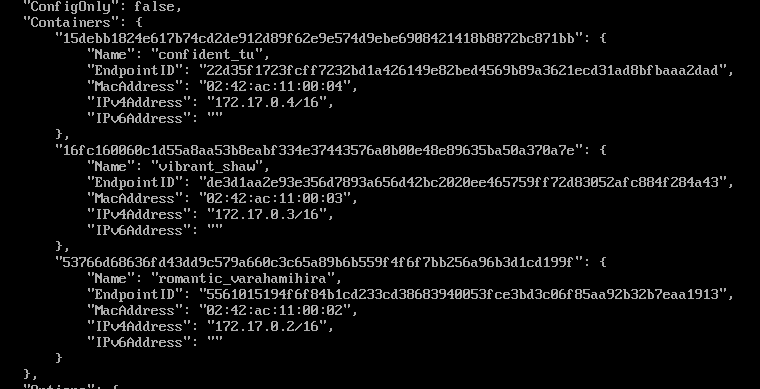 "ConfigOnly": false,
"Containers": {
"15debb1824e617b74cd2de912d89f62e9e574d9ebe6908421418b8872bc871bb": {
"Name": "confident_tu",
"EndpointID": "22d35f1723fcff7232bd1a426149e82bed4569b89a3621ecd31ad8bfbaaa2dad",
"MacAddress": "02:42:ac:11:00:04",
"IPv4Address": "172.17.0.4/16",
"IPv6Address": ""
},
"16fc160060c1d55a8aa53b8eabf334e37443576a0b00e48e89635ba50a370a7e": {
"Name": "vibrant_shaw",
"EndpointID": "de3d1aa2e93e356d7893a656d42bc2020ee465759ff72d83052afc884f284a43",
"MacAddress": "02:42:ac:11:00:03",
"IPv4Address": "172.17.0.3/16",
"IPv6Address": ""
},
"53766d68636fd43dd9c579a660c3c65a89b6b559f4f6f7bb256a96b3d1cd199f": {
"Name": "romantic_varahamihira",
"EndpointID": "5561015194f6f84b1cd233cd38683940053fce3bd3c06f85aa92b32b7eaa1913",
"MacAddress": "02:42:ac:11:00:02",
"IPv4Address": "172.17.0.2/16",
"IPv6Address": ""
}
},
"Options": {